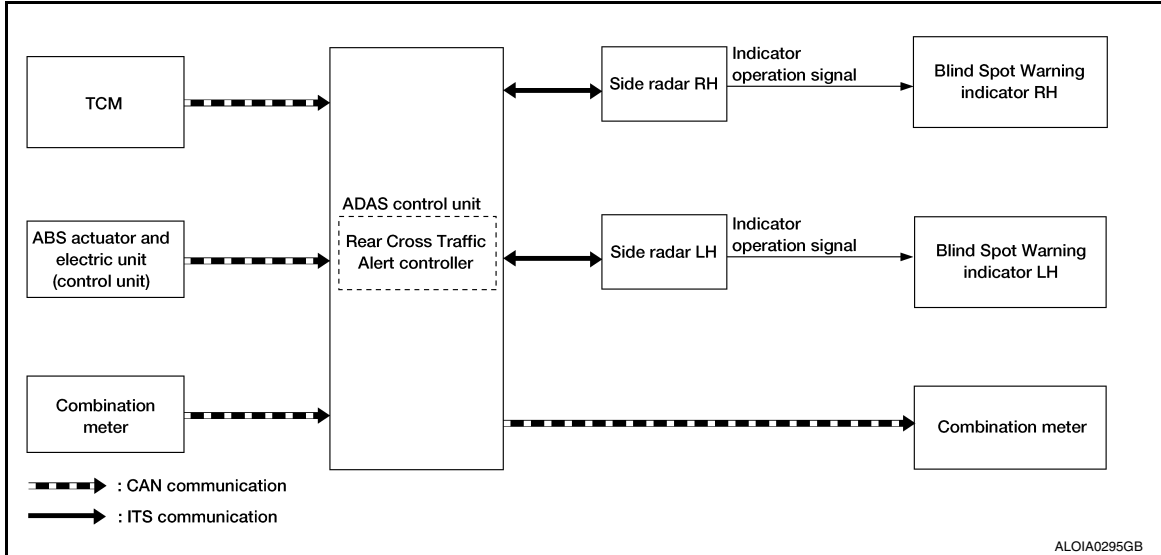 TCM
ABS actuator and
electric unit
(control unit)
Combination
meter
ADAS control unit
Rear Cross Traffic
Alert controller
Side radar RH
Indicator
operation signal
Blind Spot Warning
indicator RH
Side radar LH
Indicator
operation signal
Blind Spot Warning
indicator LH
Combination meter
: CAN communication
: ITS communication
ALOIA0295GB